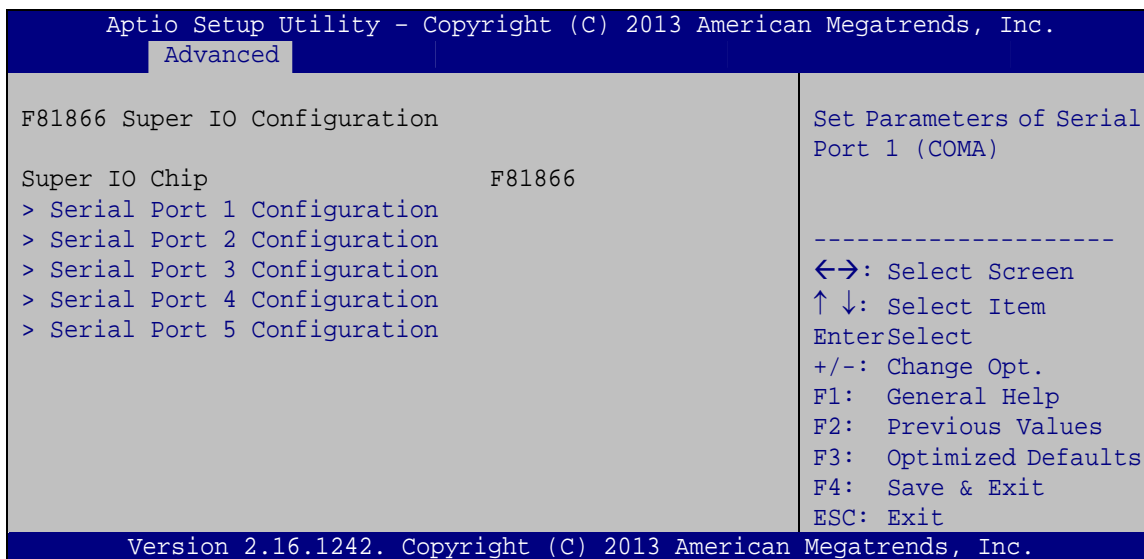 Aptio Setup Utility – Copyright (C) 2013 American Megatrends, Inc.
Advanced
F81866 Super IO Configuration
Super IO Chip F81866
> Serial Port 1 Configuration
> Serial Port 2 Configuration
> Serial Port 3 Configuration
> Serial Port 4 Configuration
> Serial Port 5 Configuration
Set Parameters of Serial
Port 1 (COMA)
---------------------
←→: Select Screen
↑ ↓: Select Item
EnterSelect
+/-: Change Opt.
F1: General Help
F2: Previous Values
F3: Optimized Defaults
F4: Save & Exit
ESC: Exit
Version 2.16.1242. Copyright (C) 2013 American Megatrends, Inc.